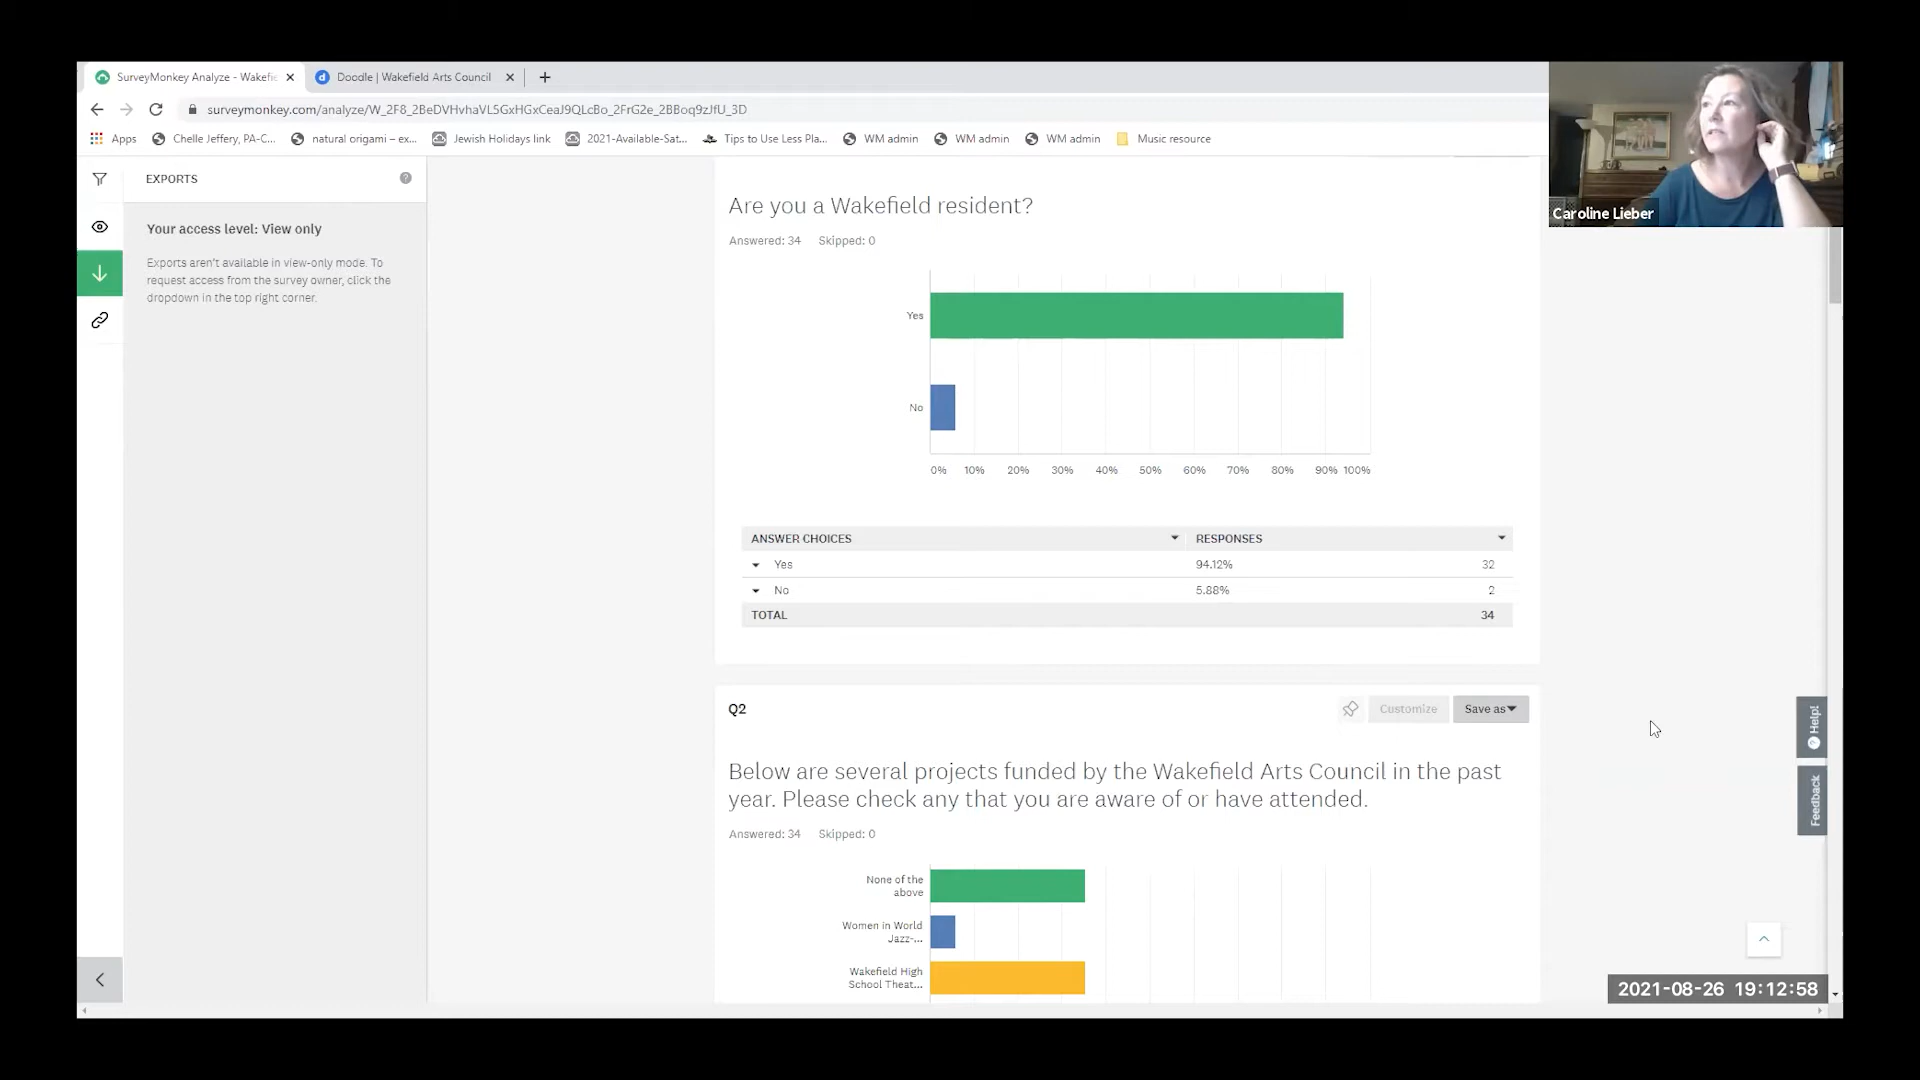 SurveyMonkey Analyze - Wakefie
Doodle | Wakefield Arts Council
surveymonkey.com/analyze/W_2F8_2BeDVHvhaVL5GxHGxCeaJ9QLcBo_2FrG2e_2BBoq9zJfU_3D
Apps
Chelle Jeffery, PA-C...
natural origami – ex...
Jewish Holidays link
2021-Available-Sat...
Tips to Use Less Pla...
WM admin
WM admin
WM admin
Music resource
Caroline Lieber
EXPORTS
Your access level: View only
Exports aren't available in view-only mode. To
request access from the survey owner, click the
dropdown in the top right corner.
Are you a Wakefield resident?
Answered: 34 Skipped: 0
Yes
No
0% 10% 20% 30% 40% 50% 60% 70% 80% 90% 100%
ANSWER CHOICES RESPONSES
Yes 94.12% 32
No 5.88% 2
TOTAL 34
Q2
Customize
Save as
Below are several projects funded by the Wakefield Arts Council in the past
year. Please check any that you are aware of or have attended.
Answered: 34 Skipped: 0
None of the
above
Women in World
Jazz-...
Wakefield High
School Theat...
Help!
Feedback
2021-08-26 19:12:58